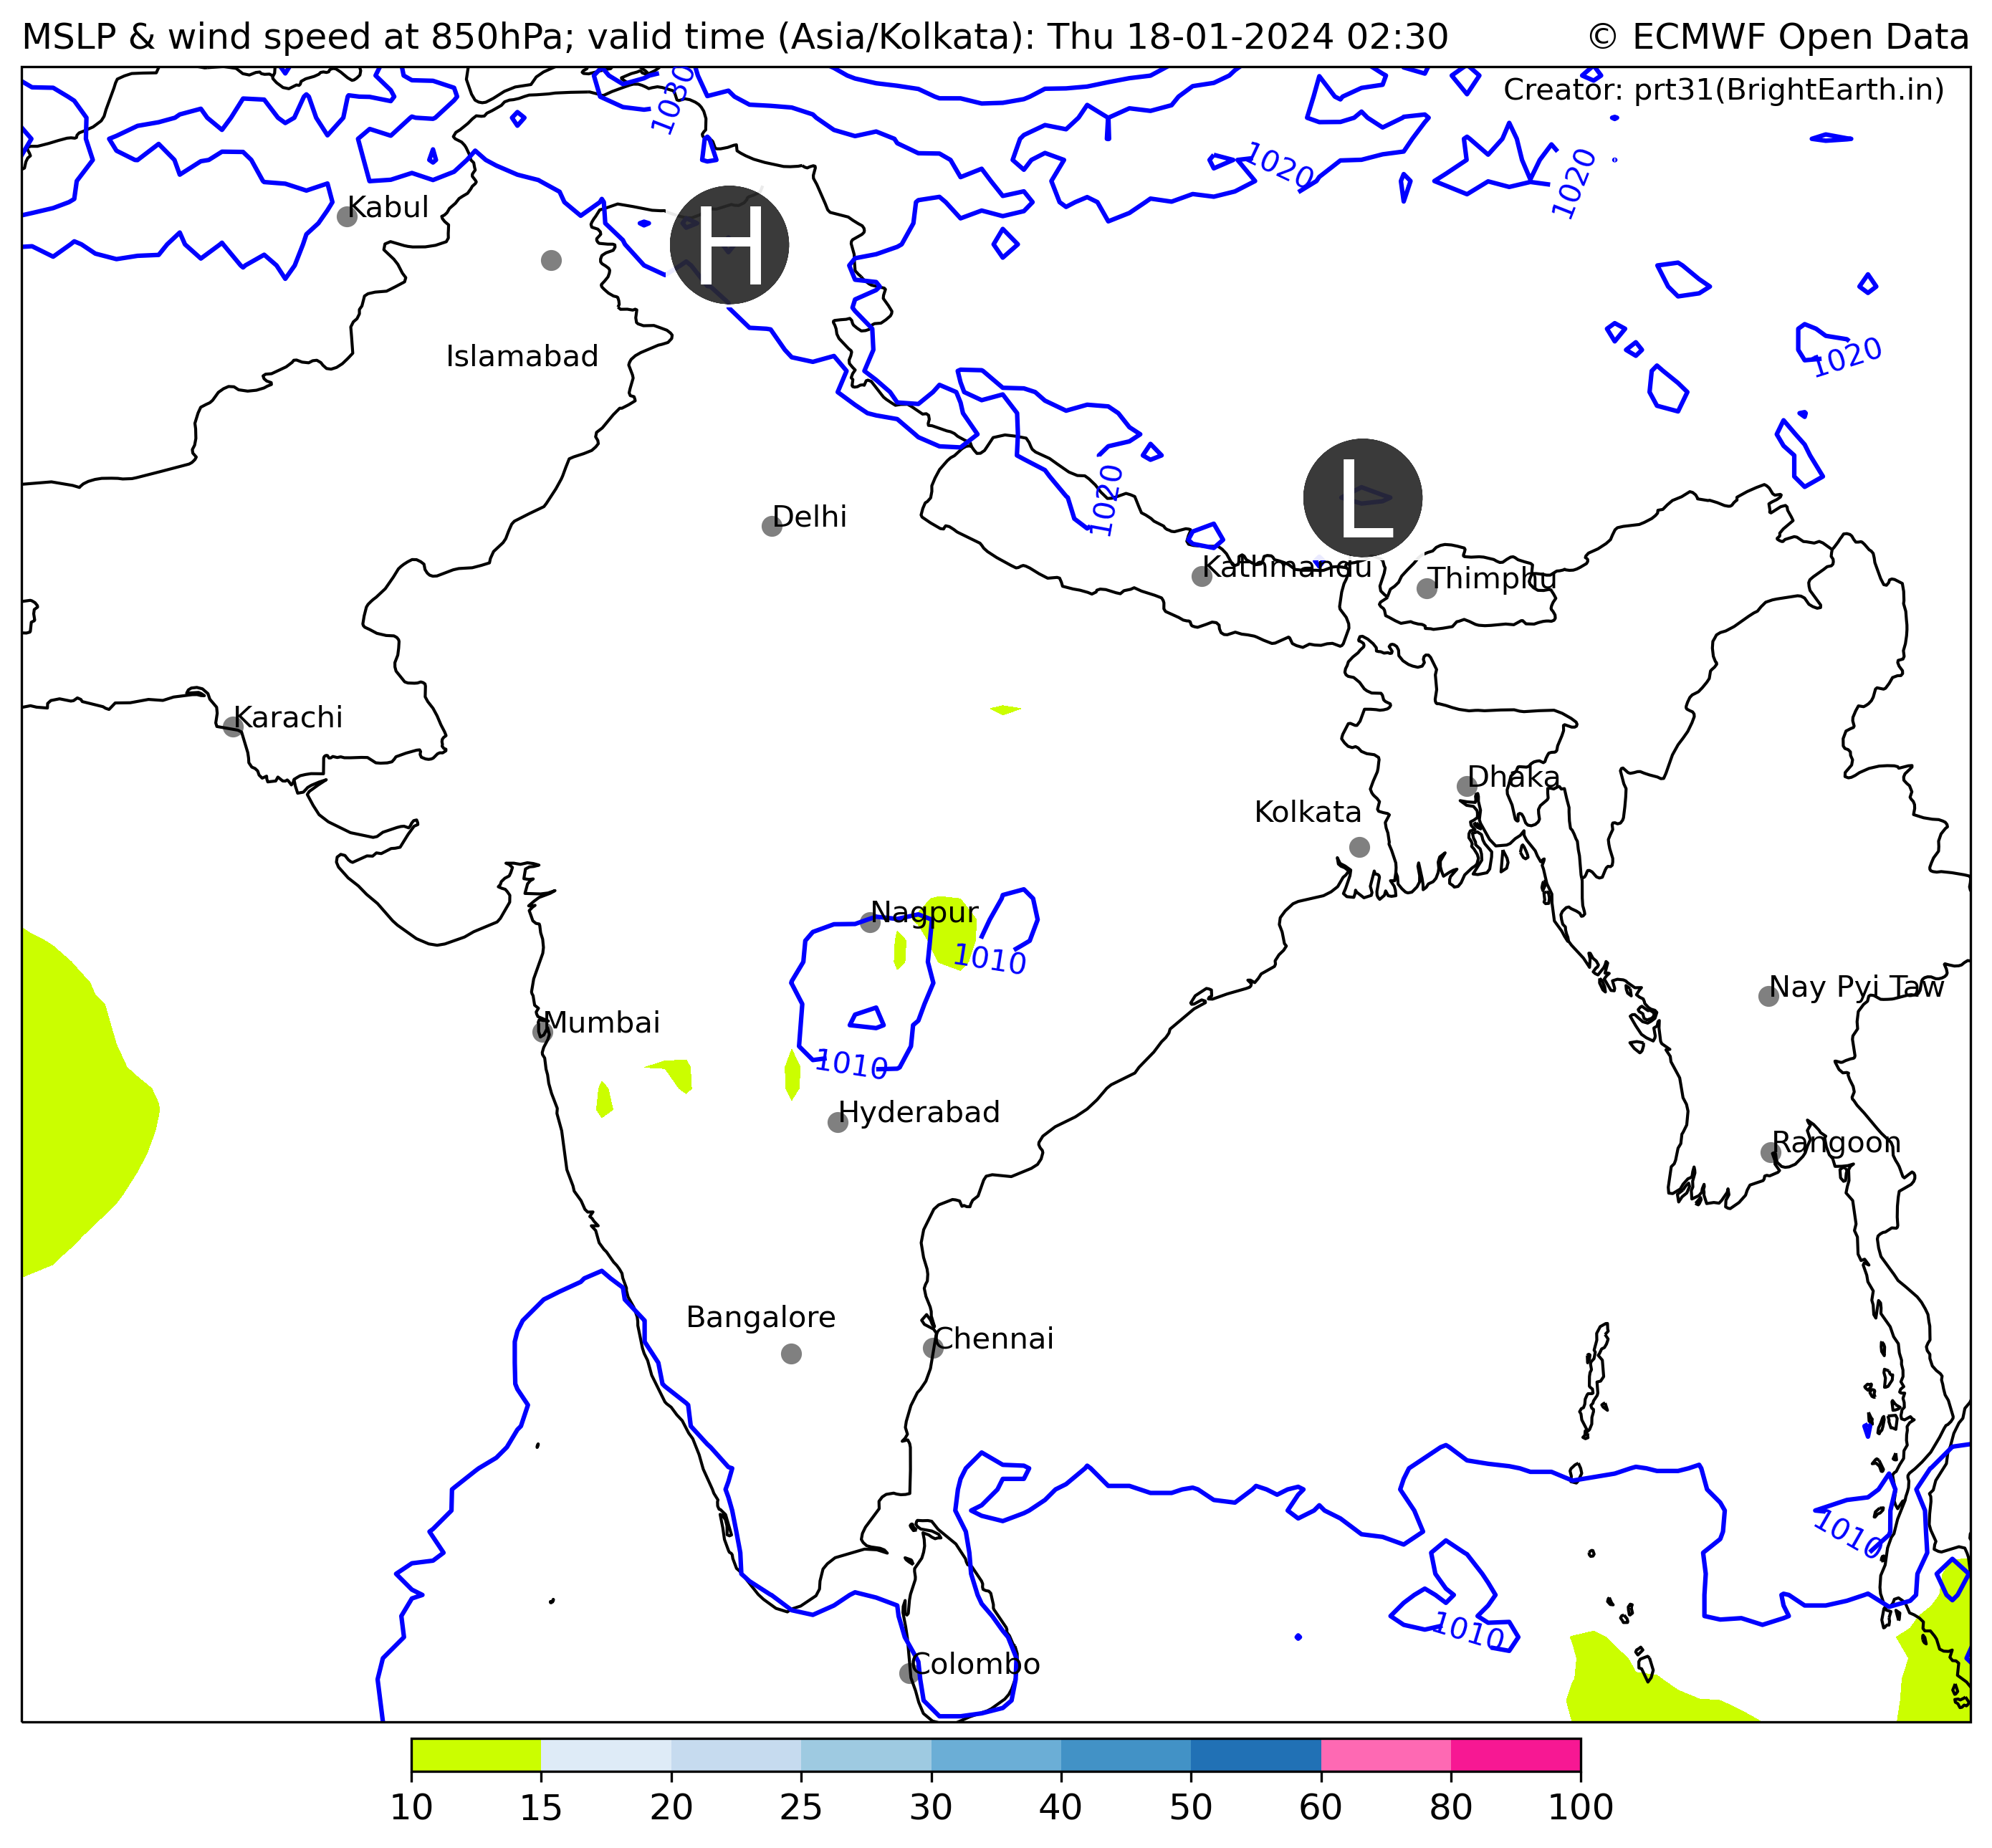 MSLP & wind speed at 850hPa; valid time (Asia/Kolkata): Thu 18-01-2024 02:30
© ECMWF Open Data
Creator: prt31(BrightEarth.in)
1030
1020
1020
Kabul
H
Islamabad
1020
L
1020
Delhi
Kathmandu
Thimphu
Karachi
Dhaka
Kolkata
Nagpur
1010
Nay Pyi Taw
Mumbai
1010
Hyderabad
Rangoon
Bangalore
Chennai
1010
1010
Colombo
10 15 20 25 30 40 50 60 80 100